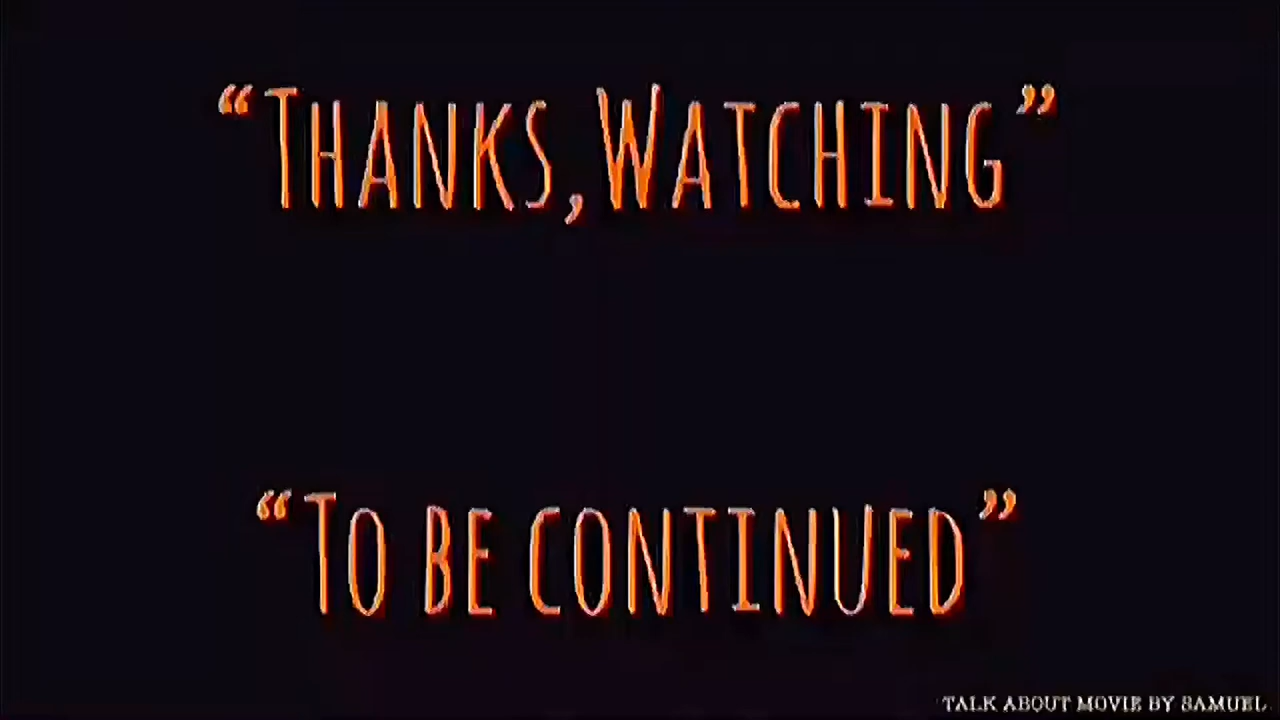 “Thanks, Watching”
“To be continued”
TALK ABOUT MOVIE BY SAMUEL